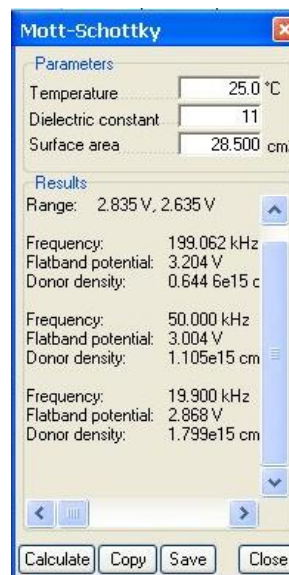 Mott-Schottky
Parameters
Temperature 25.0 °C
Dielectric constant 11
Surface area 28.500 cm
Results
Range: 2.835 V, 2.635 V
Frequency: 199.062 kHz
Flatband potential: 3.204 V
Donor density: 0.644 6e15 c
Frequency: 50.000 kHz
Flatband potential: 3.004 V
Donor density: 1.105e15 cm
Frequency: 19.900 kHz
Flatband potential: 2.868 V
Donor density: 1.799e15 cm
Calculate Copy Save Close